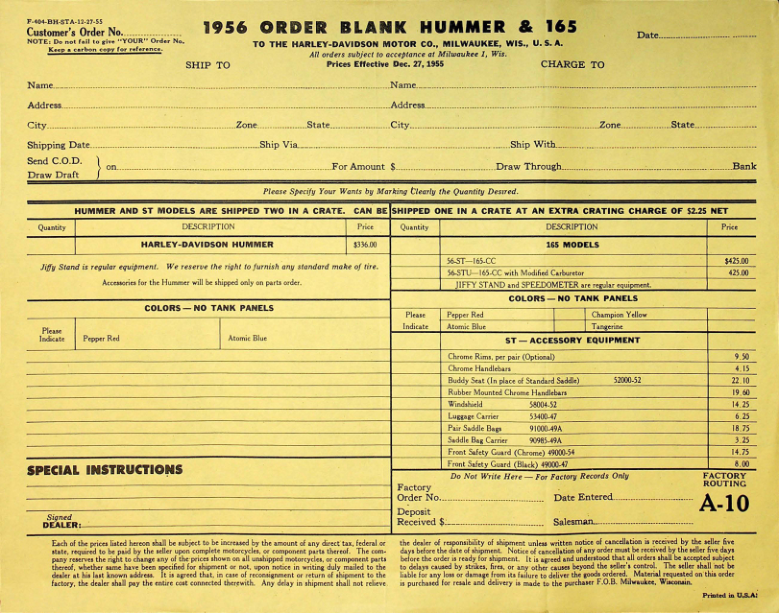 F-404-BH-STA-12-27-55
1956 ORDER BLANK HUMMER & 165
Customer's Order No.
NOTE: Do not fail to give "YOUR" Order No.
Keep a carbon copy for reference.
TO THE HARLEY-DAVIDSON MOTOR CO., MILWAUKEE, WIS., U. S. A.
Date
All orders subject to acceptance at Milwaukee 1, Wis.
SHIP TO Prices Effective Dec. 27, 1955 CHARGE TO
Name Name
Address Address
City Zone State City Zone State
Shipping Date Ship Via Ship With
Send C.O.D.
Draw Draft } on For Amount $ Draw Through Bank
Please Specify Your Wants by Marking Clearly the Quantity Desired.
HUMMER AND ST MODELS ARE SHIPPED TWO IN A CRATE. CAN BE SHIPPED ONE IN A CRATE AT AN EXTRA CRATING CHARGE OF $2.25 NET
Quantity DESCRIPTION Price
HARLEY-DAVIDSON HUMMER $336.00
Jiffy Stand is regular equipment. We reserve the right to furnish any standard make of tire.
Accessories for the Hummer will be shipped only on parts order.
COLORS — NO TANK PANELS
Please
Indicate Pepper Red Atomic Blue
SPECIAL INSTRUCTIONS
Signed
DEALER:
Quantity DESCRIPTION Price
165 MODELS
56-ST—165-CC $425.00
56-STU—165-CC with Modified Carburetor 425.00
JIFFY STAND and SPEEDOMETER are regular equipment.
COLORS — NO TANK PANELS
Please Pepper Red Champion Yellow
Indicate Atomic Blue Tangerine
ST — ACCESSORY EQUIPMENT
Chrome Rims, per pair (Optional) 9.50
Chrome Handlebars 4.15
Buddy Seat (In place of Standard Saddle) 52000-52 22.10
Rubber Mounted Chrome Handlebars 19.60
Windshield 58004-52 14.25
Luggage Carrier 53400-47 6.25
Pair Saddle Bags 91000-49A 18.75
Saddle Bag Carrier 90985-49A 3.25
Front Safety Guard (Chrome) 49000-54 14.75
Front Safety Guard (Black) 49000-47 8.00
Do Not Write Here — For Factory Records Only
FACTORY
ROUTING
A-10
Factory
Order No. Date Entered
Deposit
Received $ Salesman
Each of the prices listed hereon shall be subject to be increased by the amount of any direct tax, federal or
state, required to be paid by the seller upon complete motorcycles, or component parts thereof. The com-
pany reserves the right to change any of the prices shown on all unshipped motorcycles, or component parts
thereof, whether same have been specified for shipment or not, upon notice in writing duly mailed to the
dealer at his last known address. It is agreed that, in case of reconsignment or return of shipment to the
factory, the dealer shall pay the entire cost connected therewith. Any delay in shipment shall not relieve
the dealer of responsibility of shipment unless written notice of cancellation is received by the seller five
days before the date of shipment. Notice of cancellation of any order must be received by the seller five days
before the order is ready for shipment. It is agreed and understood that all orders shall be accepted subject
to delays caused by strikes, fires, or any other causes beyond the seller's control. The seller shall not be
liable for any loss or damage from its failure to deliver the goods ordered. Material requested on this order
is purchased for resale and delivery is made to the purchaser F.O.B. Milwaukee, Wisconsin.
Printed in U.S.A.